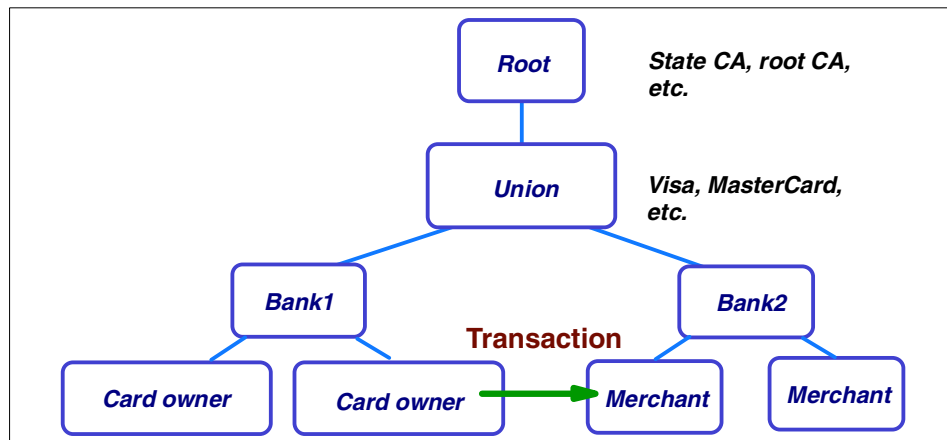 Root
State CA, root CA,
etc.
Union
Visa, MasterCard,
etc.
Bank1
Bank2
Transaction
Card owner
Card owner
Merchant
Merchant